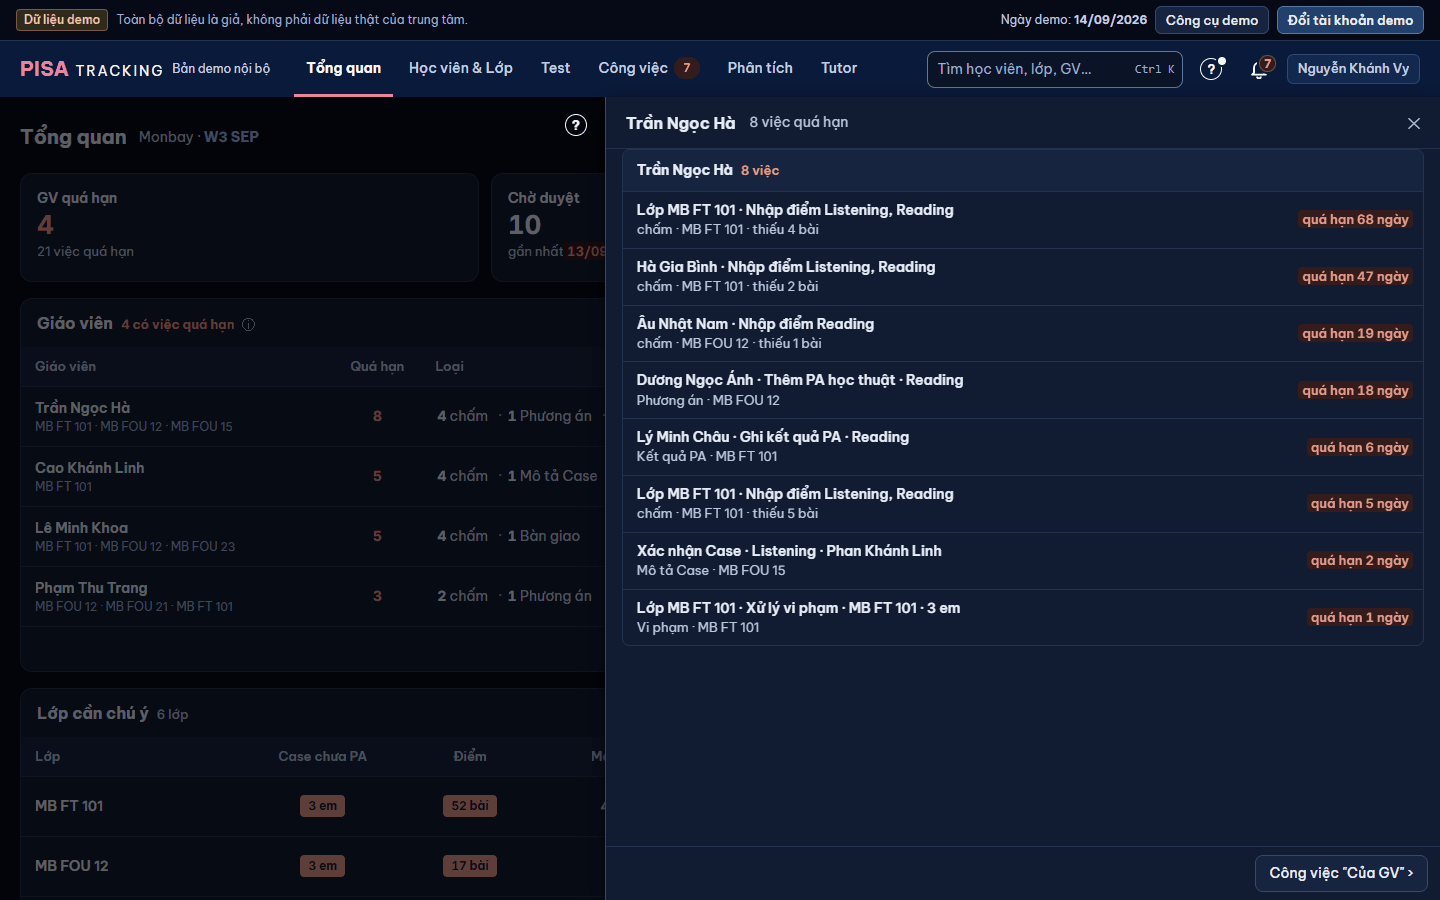 Dữ liệu demo Toàn bộ dữ liệu là giả, không phải dữ liệu thật của trung tâm.
Ngày demo: 14/09/2026 Công cụ demo Đổi tài khoản demo
PISA TRACKING Bản demo nội bộ Tổng quan Học viên & Lớp Test Công việc 7 Phân tích Tutor Tìm học viên, lớp, GV... Ctrl K ? 7 Nguyễn Khánh Vy
Tổng quan Monbay · W3 SEP ?
GV quá hạn
4
21 việc quá hạn
Chờ duyệt
10
gần nhất 13/09
Giáo viên 4 có việc quá hạn
Giáo viên Quá hạn Loại
Trần Ngọc Hà
MB FT 101 · MB FOU 12 · MB FOU 15
8 4 chấm · 1 Phương án ·
Cao Khánh Linh
MB FT 101
5 4 chấm · 1 Mô tả Case
Lê Minh Khoa
MB FT 101 · MB FOU 12 · MB FOU 23
5 4 chấm · 1 Bàn giao
Phạm Thu Trang
MB FOU 12 · MB FOU 21 · MB FT 101
3 2 chấm · 1 Phương án
Lớp cần chú ý 6 lớp
Lớp Case chưa PA Điểm
MB FT 101 3 em 52 bài
MB FOU 12 3 em 17 bài
Trần Ngọc Hà 8 việc quá hạn
Trần Ngọc Hà 8 việc
Lớp MB FT 101 · Nhập điểm Listening, Reading
chấm · MB FT 101 · thiếu 4 bài
quá hạn 68 ngày
Hà Gia Bình · Nhập điểm Listening, Reading
chấm · MB FT 101 · thiếu 2 bài
quá hạn 47 ngày
Âu Nhật Nam · Nhập điểm Reading
chấm · MB FOU 12 · thiếu 1 bài
quá hạn 19 ngày
Dương Ngọc Ánh · Thêm PA học thuật · Reading
Phương án · MB FOU 12
quá hạn 18 ngày
Lý Minh Châu · Ghi kết quả PA · Reading
Kết quả PA · MB FT 101
quá hạn 6 ngày
Lớp MB FT 101 · Nhập điểm Listening, Reading
chấm · MB FT 101 · thiếu 5 bài
quá hạn 5 ngày
Xác nhận Case · Listening · Phan Khánh Linh
Mô tả Case · MB FOU 15
quá hạn 2 ngày
Lớp MB FT 101 · Xử lý vi phạm · MB FT 101 · 3 em
Vi phạm · MB FT 101
quá hạn 1 ngày
Công việc "Của GV" ›